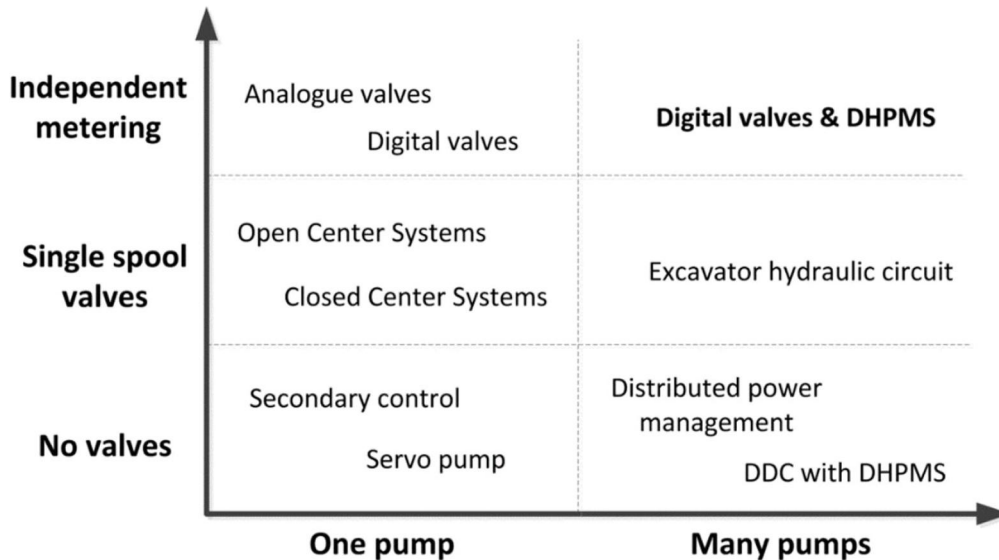 Independent
metering
Analogue valves
Digital valves
Digital valves & DHPMS
Single spool
valves
Open Center Systems
Closed Center Systems
Excavator hydraulic circuit
No valves
Secondary control
Servo pump
Distributed power
management
DDC with DHPMS
One pump
Many pumps